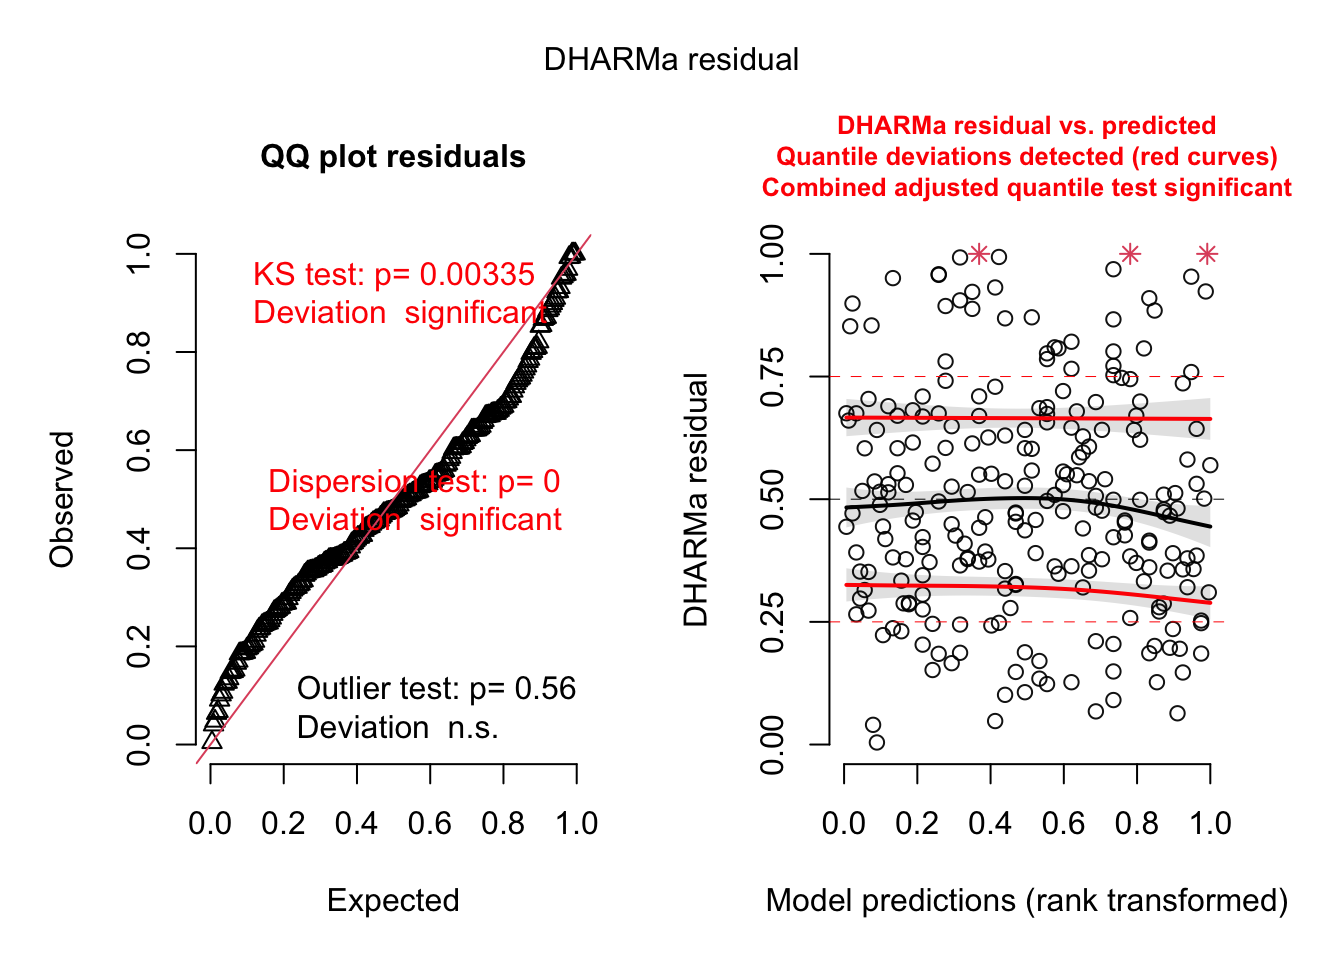 DHARMa residual
QQ plot residuals
KS test: p= 0.00335
Deviation  significant
Dispersion test: p= 0
Deviation  significant
Outlier test: p= 0.56
Deviation  n.s.
Observed
0.0 0.2 0.4 0.6 0.8 1.0
0.0 0.2 0.4 0.6 0.8 1.0
Expected
DHARMa residual vs. predicted
Quantile deviations detected (red curves)
Combined adjusted quantile test significant
DHARMa residual
0.00 0.25 0.50 0.75 1.00
0.0 0.2 0.4 0.6 0.8 1.0
Model predictions (rank transformed)